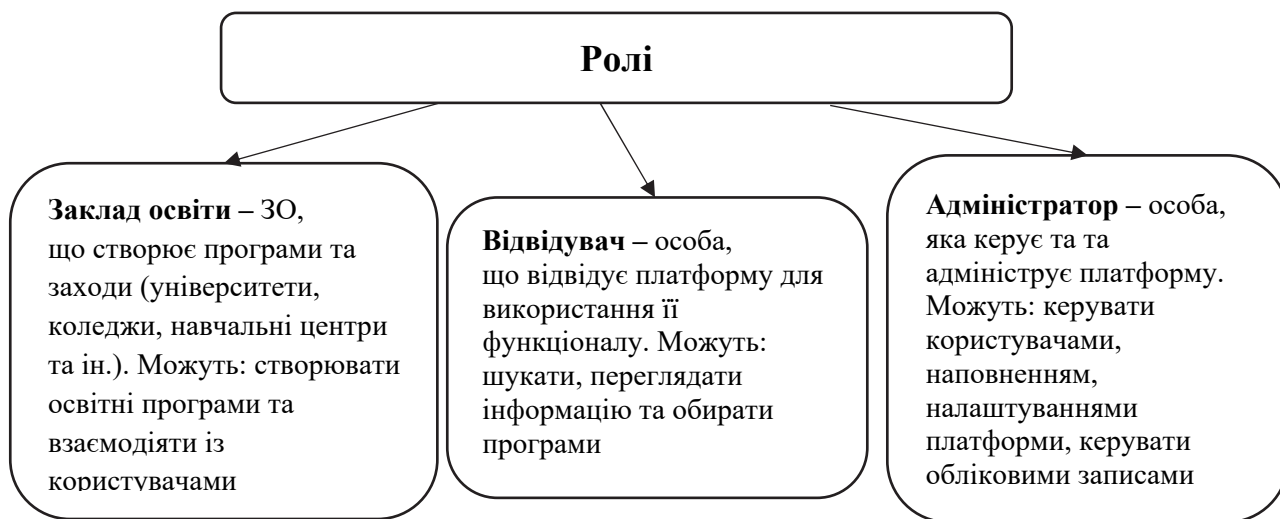 Ролі
Заклад освіти – ЗО,
що створює програми та
заходи (університети,
коледжи, навчальні центри
та ін.). Можуть: створювати
освітні програми та
взаємодіяти із
користувачами
Відвідувач – особа,
що відвідує платформу для
використання її
функціоналу. Можуть:
шукати, переглядати
інформацію та обирати
програми
Адміністратор – особа,
яка керує та та
адмініструє платформу.
Можуть: керувати
користувачами,
наповненням,
налаштуваннями
платформи, керувати
обліковими записами